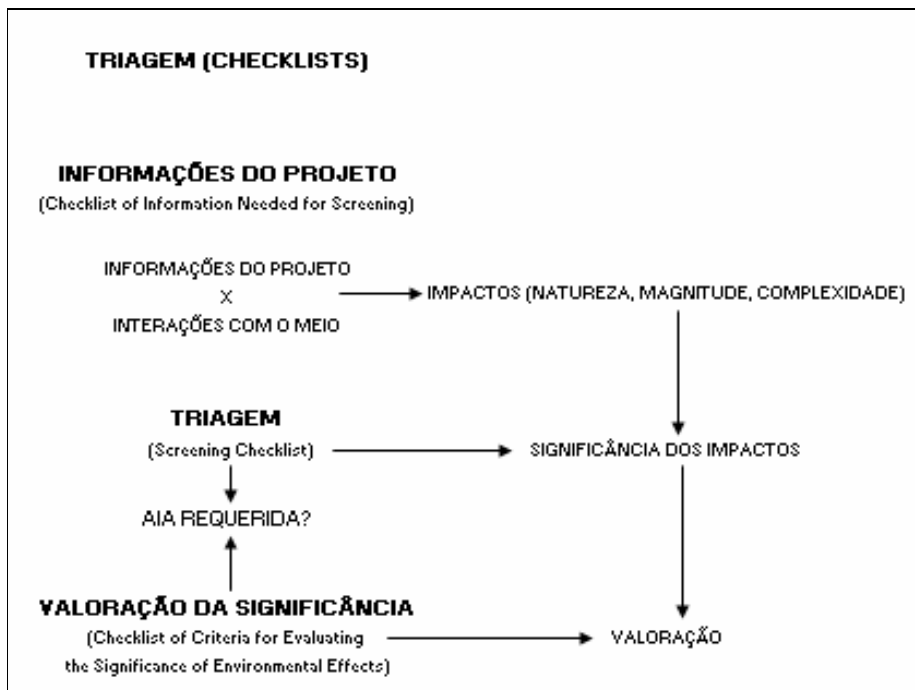 TRIAGEM (CHECKLISTS)
INFORMAÇÕES DO PROJETO
(Checklist of Information Needed for Screening)
INFORMAÇÕES DO PROJETO
X
INTERAÇÕES COM O MEIO
IMPACTOS (NATUREZA, MAGNITUDE, COMPLEXIDADE)
TRIAGEM
(Screening Checklist)
SIGNIFICÂNCIA DOS IMPACTOS
AIA REQUERIDA?
VALORAÇÃO DA SIGNIFICÂNCIA
(Checklist of Criteria for Evaluating
the Significance of Environmental Effects)
VALORAÇÃO